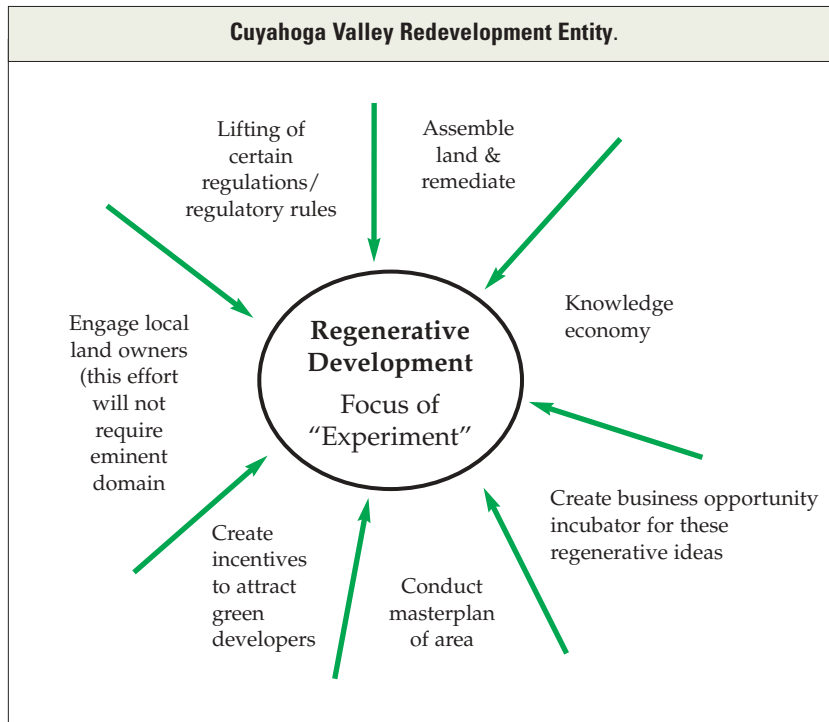 Cuyahoga Valley Redevelopment Entity.
Lifting of
certain
regulations/
regulatory rules
Assemble
land &
remediate
Knowledge
economy
Engage local
land owners
(this effort
will not
require
eminent
domain
Regenerative
Development
Focus of
“Experiment”
Create business opportunity
incubator for these
regenerative ideas
Create
incentives
to attract
green
developers
Conduct
masterplan
of area